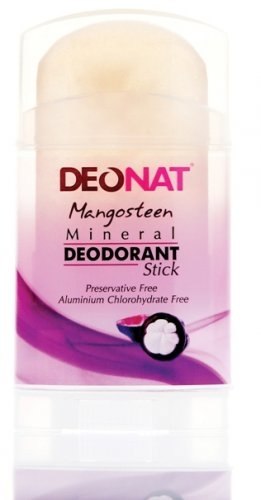 DEONAT®
Mangosteen
Mineral
DEODORANT
Stick
Preservative Free
Aluminium Chlorohydrate Free